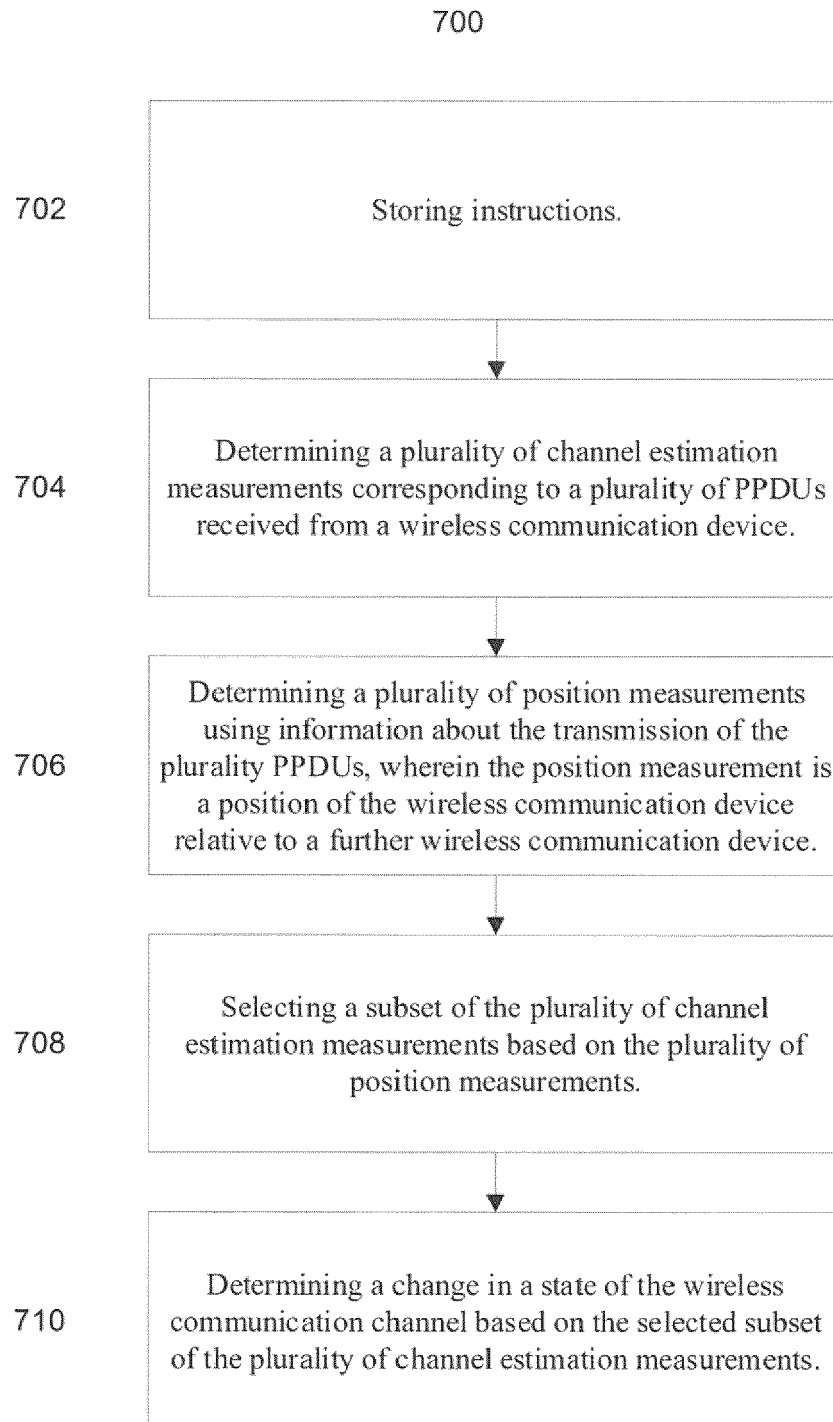 700
702
Storing instructions.
704
Determining a plurality of channel estimation
measurements corresponding to a plurality of PPDUs
received from a wireless communication device.
706
Determining a plurality of position measurements
using information about the transmission of the
plurality PPDUs, wherein the position measurement is
a position of the wireless communication device
relative to a further wireless communication device.
708
Selecting a subset of the plurality of channel
estimation measurements based on the plurality of
position measurements.
710
Determining a change in a state of the wireless
communication channel based on the selected subset
of the plurality of channel estimation measurements.